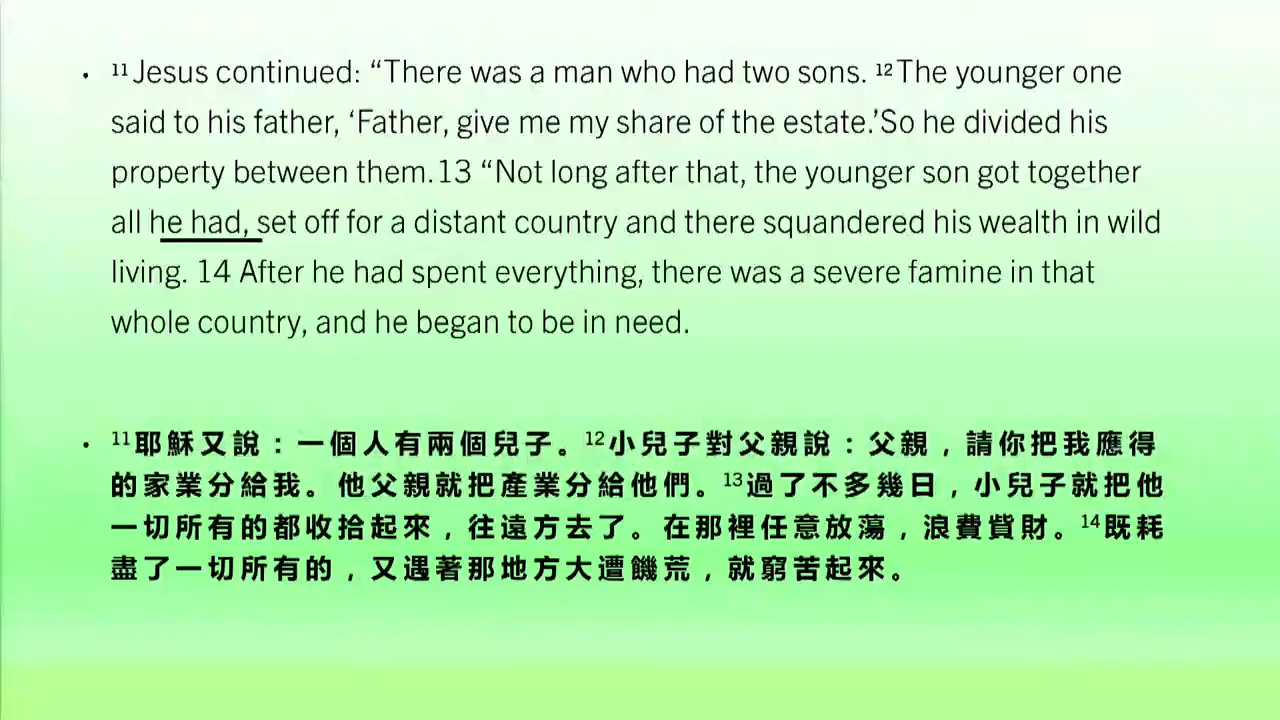 • ¹¹Jesus continued: “There was a man who had two sons. ¹²The younger one
said to his father, ‘Father, give me my share of the estate.’So he divided his
property between them.13 “Not long after that, the younger son got together
all he had, set off for a distant country and there squandered his wealth in wild
living. 14 After he had spent everything, there was a severe famine in that
whole country, and he began to be in need.
• ¹¹耶穌又說：一個人有兩個兒子。¹²小兒子對父親說：父親，請你把我應得
的家業分給我。他父親就把產業分給他們。¹³過了不多幾日，小兒子就把他
一切所有的都收拾起來，往遠方去了。在那裡任意放蕩，浪費貲財。¹⁴既耗
盡了一切所有的，又遇著那地方大遭饑荒，就窮苦起來。